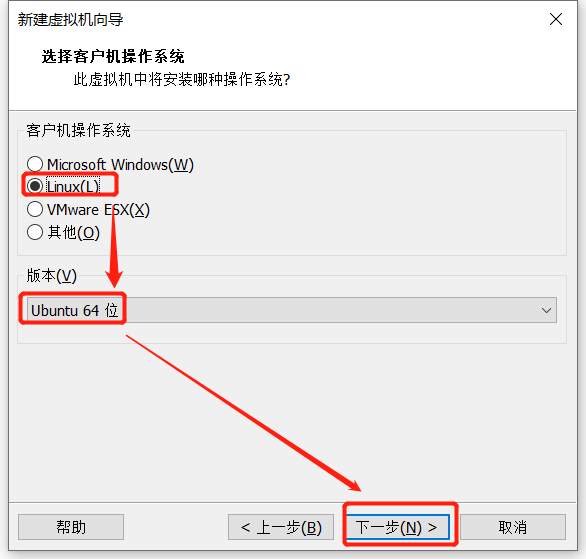 新建虚拟机向导
选择客户机操作系统
此虚拟机中将安装哪种操作系统?
客户机操作系统
Microsoft Windows(W)
Linux(L)
VMware ESX(X)
其他(O)
版本(V)
Ubuntu 64 位
帮助
< 上一步(B)
下一步(N) >
取消